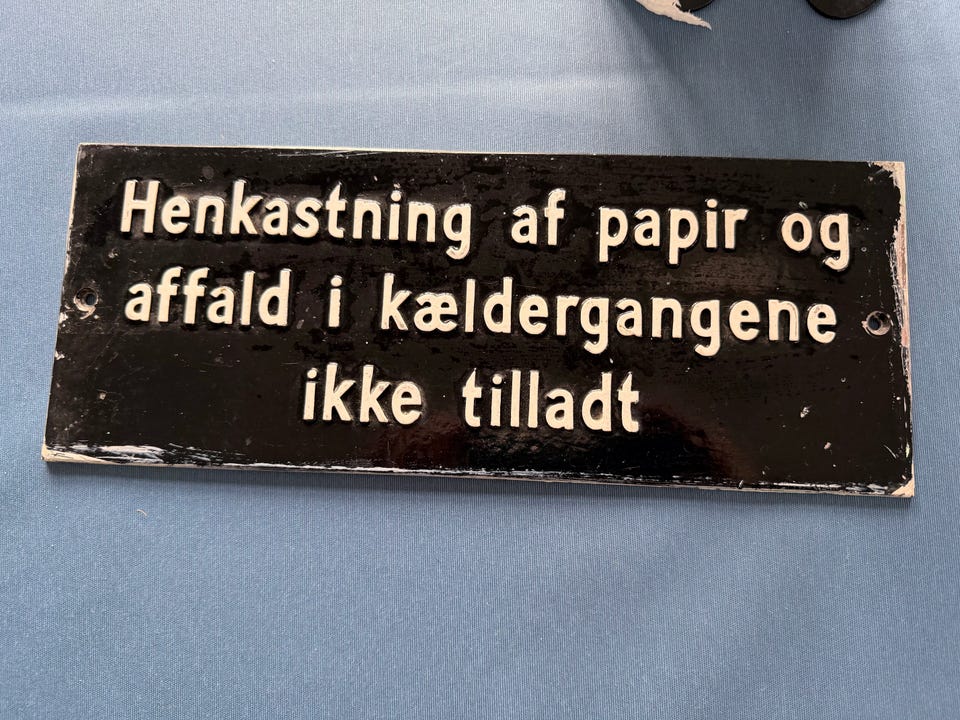 Henkastning af papir og
affald i kældergangene
ikke tilladt